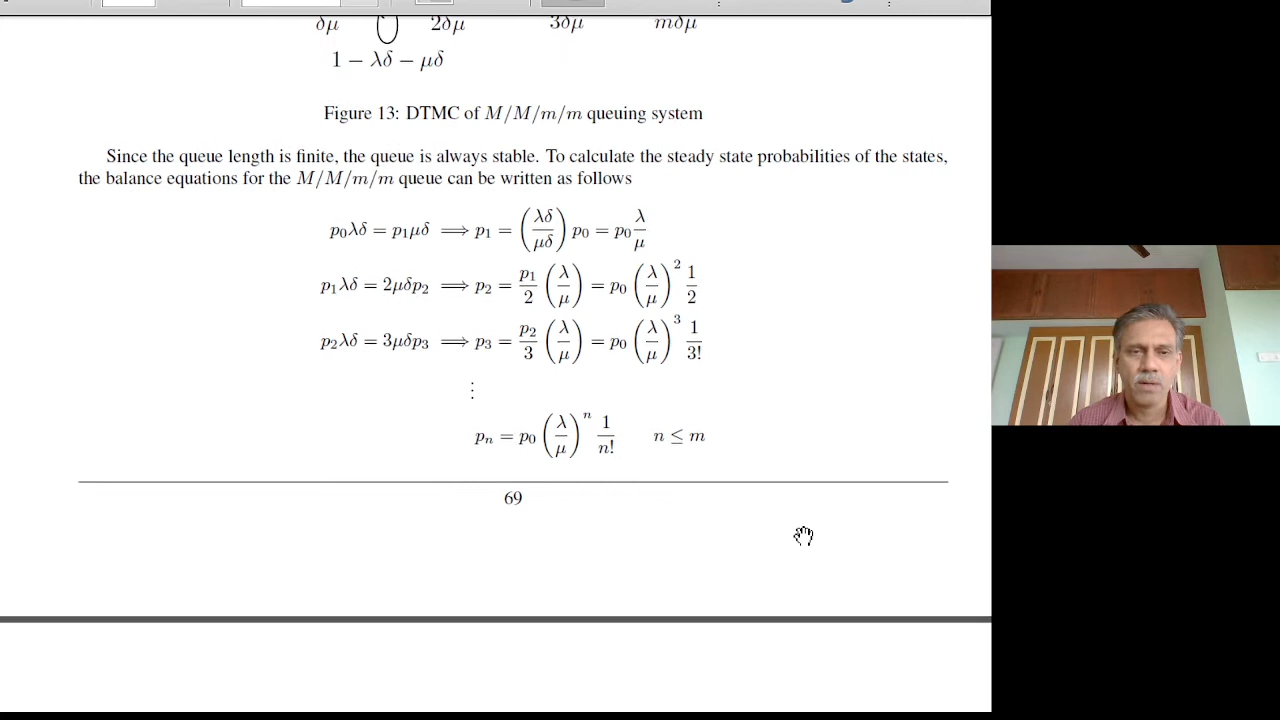 δμ 2δμ 3δμ mδμ
1 − λδ − μδ
Figure 13: DTMC of M/M/m/m queuing system
Since the queue length is finite, the queue is always stable. To calculate the steady state probabilities of the states,
the balance equations for the M/M/m/m queue can be written as follows
p₀λδ = p₁μδ ⟹ p₁ = (λδ/μδ) p₀ = p₀ λ/μ
p₁λδ = 2μδp₂ ⟹ p₂ = p₁/2 (λ/μ) = p₀ (λ/μ)² 1/2
p₂λδ = 3μδp₃ ⟹ p₃ = p₂/3 (λ/μ) = p₀ (λ/μ)³ 1/3!
⋮
pₙ = p₀ (λ/μ)ⁿ 1/n! n ≤ m
69